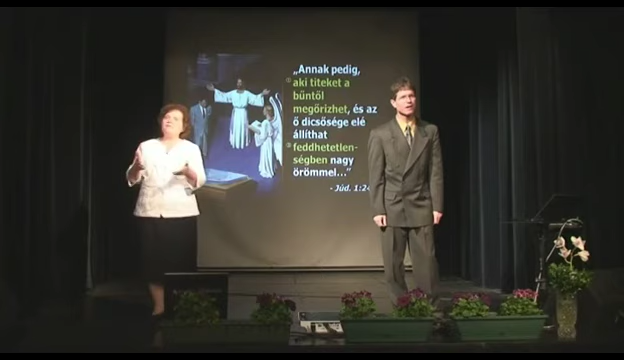 „Annak pedig,
aki titeket a
bűntől
megőrizhet, és az
ő dicsősége elé
állíthat
feddhetetlen-
ségben nagy
örömmel…”
- Júd. 1:24